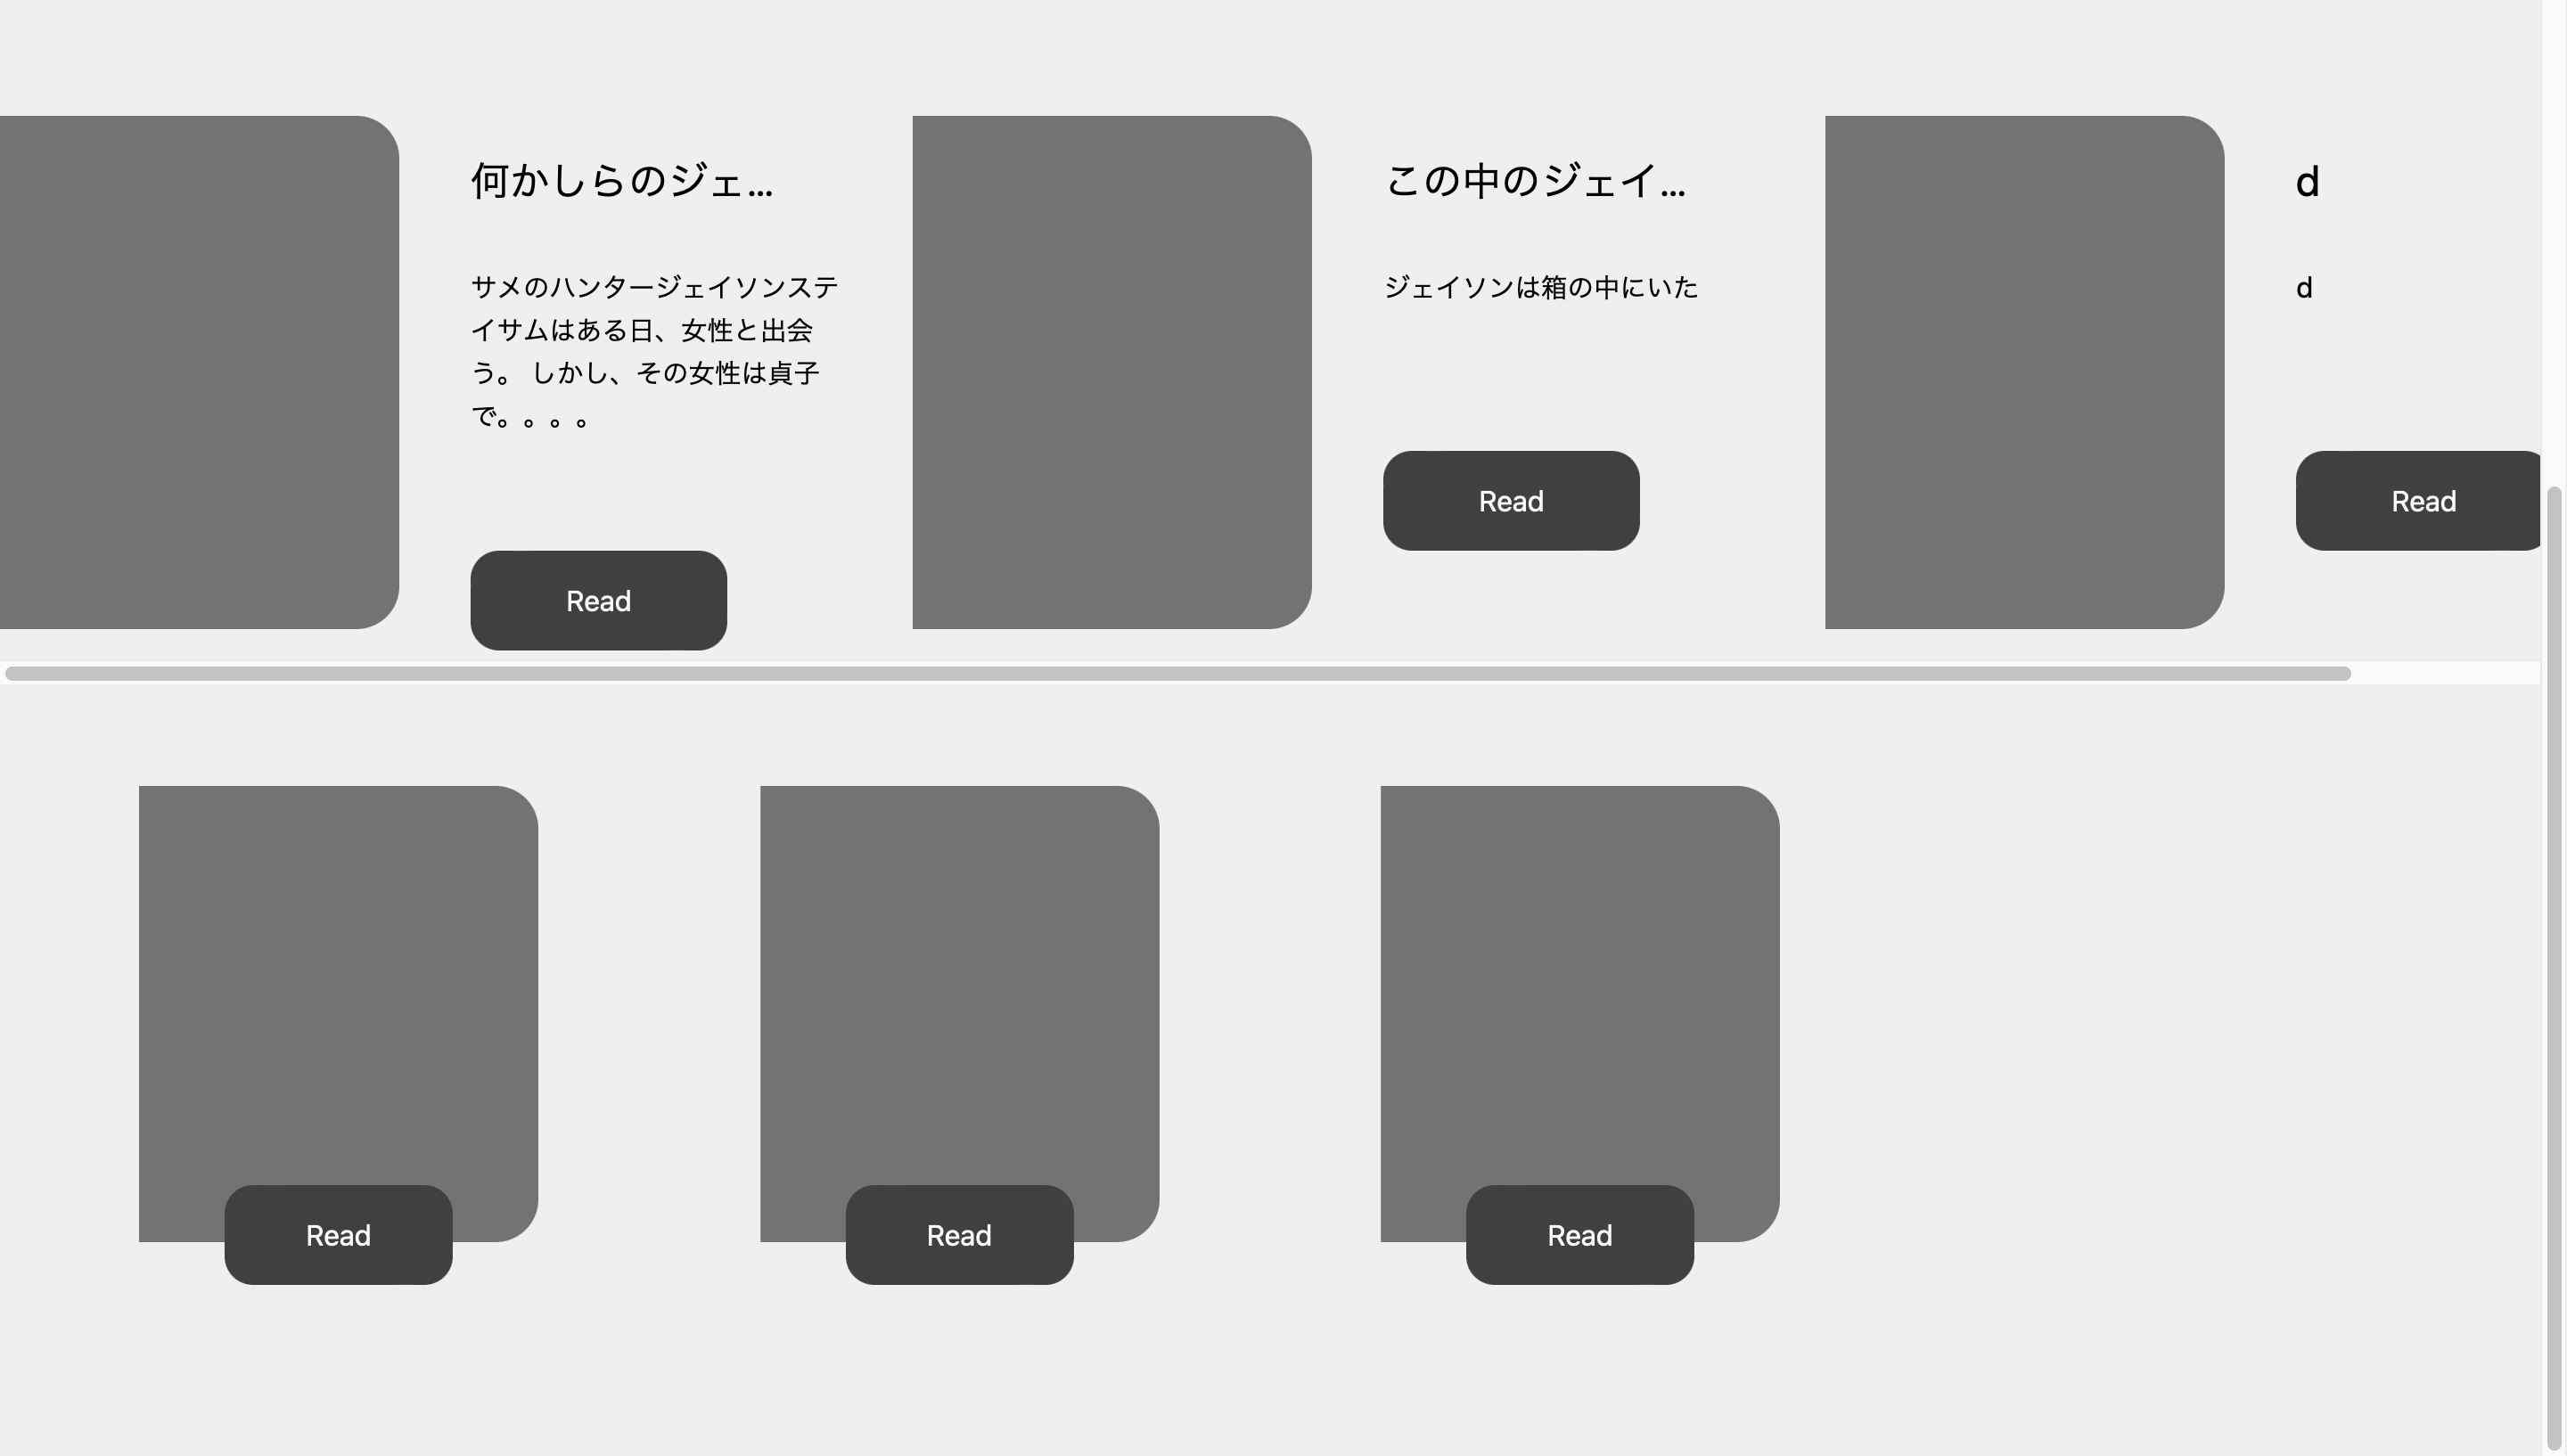 何かしらのジェ...
サメのハンタージェイソンステ
イサムはある日、女性と出会
う。 しかし、その女性は貞子
で。。。。
Read
この中のジェイ...
ジェイソンは箱の中にいた
Read
d
d
Read
Read
Read
Read